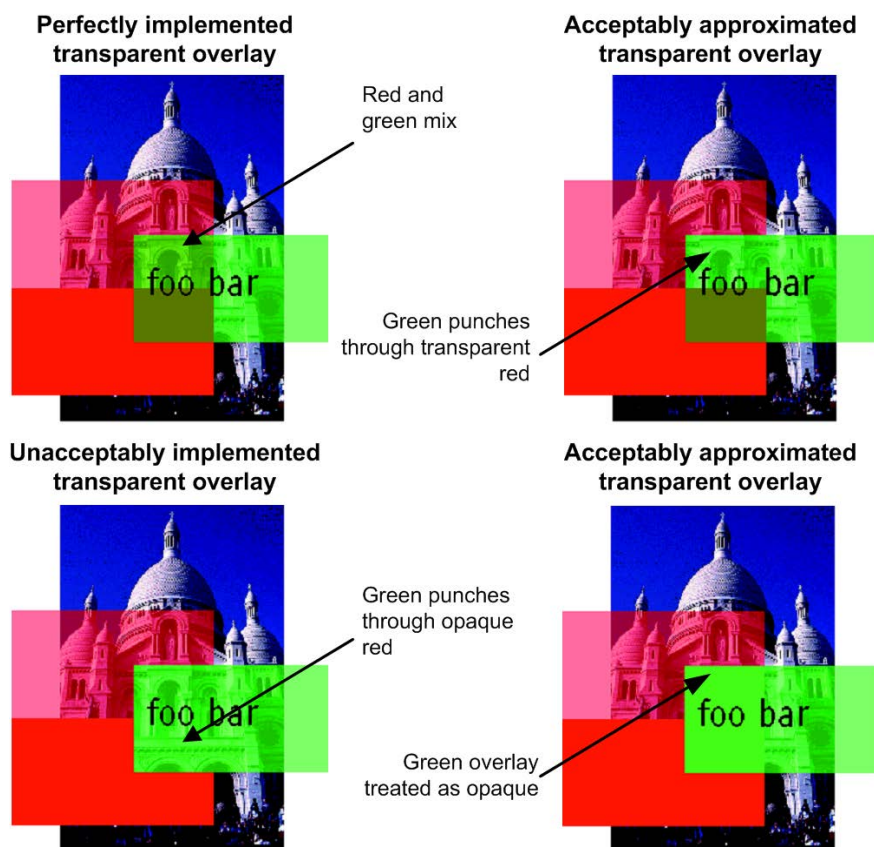 Perfectly implemented
transparent overlay
Acceptably approximated
transparent overlay
Red and
green mix
foo bar
foo bar
Green punches
through transparent
red
Unacceptably implemented
transparent overlay
Acceptably approximated
transparent overlay
Green punches
through opaque
red
foo bar
foo bar
Green overlay
treated as opaque